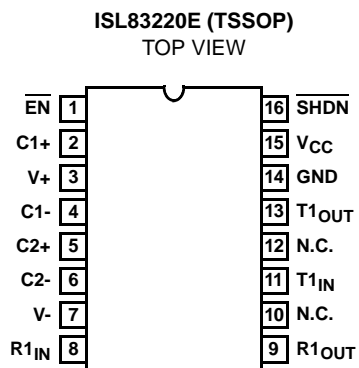 ISL83220E (TSSOP)
TOP VIEW
EN 1 16 SHDN
C1+ 2 15 VCC
V+ 3 14 GND
C1- 4 13 T1OUT
C2+ 5 12 N.C.
C2- 6 11 T1IN
V- 7 10 N.C.
R1IN 8 9 R1OUT